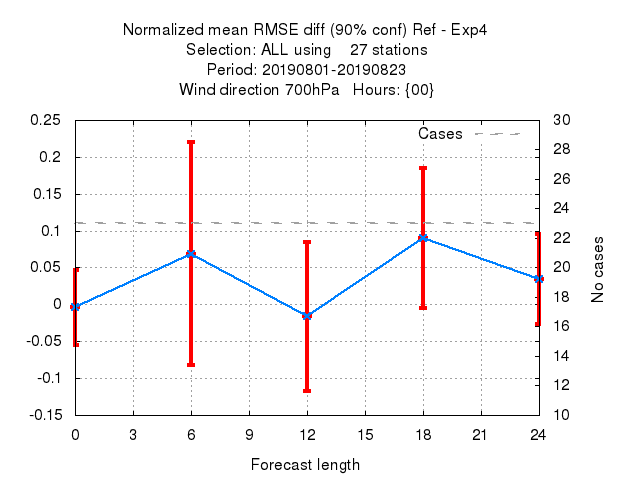 Normalized mean RMSE diff (90% conf) Ref - Exp4
Selection: ALL using    27 stations
Period: 20190801-20190823
Wind direction 700hPa   Hours: {00}
Cases
0.25
0.2
0.15
0.1
0.05
0
-0.05
-0.1
-0.15
30
28
26
24
22
20
18
16
14
12
10
No cases
0 3 6 9 12 15 18 21 24
Forecast length